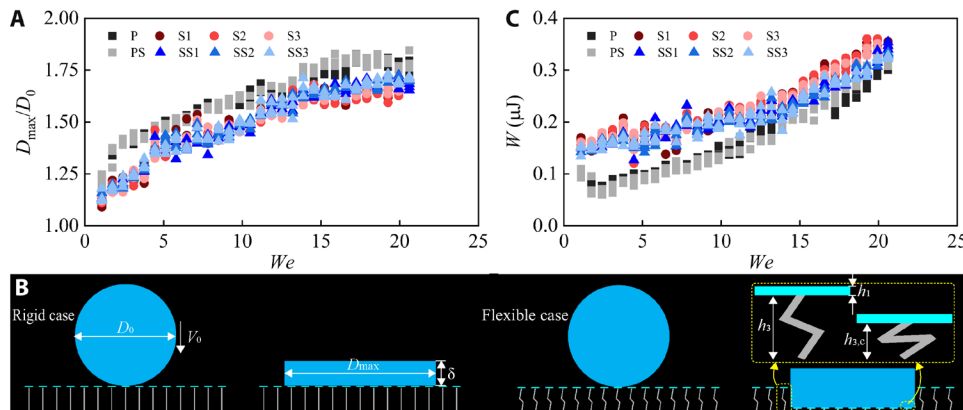 A
2.00
1.75
1.50
1.25
1.00
Dmax/D0
P S1 S2 S3
PS SS1 SS2 SS3
0 5 10 15 20 25
We
C
0.4
0.3
0.2
0.1
0.0
W (μJ)
P S1 S2 S3
PS SS1 SS2 SS3
0 5 10 15 20 25
We
B
Rigid case
D0
V0
Dmax
δ
Flexible case
h1
h3
h3,c